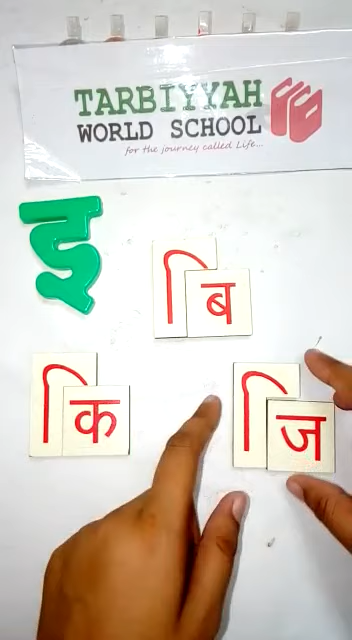 TARBIYYAH
WORLD SCHOOL
for the journey called Life...
इ
बि
कि
जि